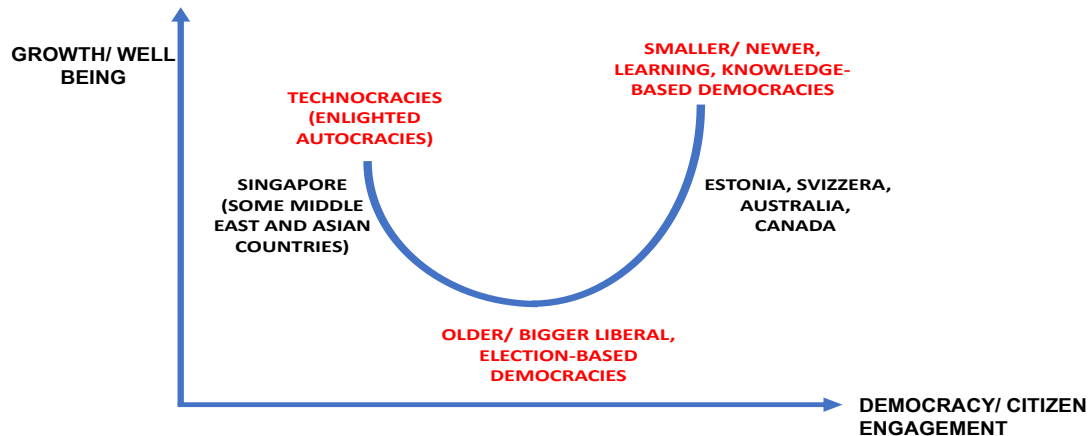 GROWTH/ WELL
BEING
SMALLER/ NEWER,
LEARNING, KNOWLEDGE-
BASED DEMOCRACIES
TECHNOCRACIES
(ENLIGHTED
AUTOCRACIES)
SINGAPORE
(SOME MIDDLE
EAST AND ASIAN
COUNTRIES)
ESTONIA, SVIZZERA,
AUSTRALIA,
CANADA
OLDER/ BIGGER LIBERAL,
ELECTION-BASED
DEMOCRACIES
DEMOCRACY/ CITIZEN
ENGAGEMENT